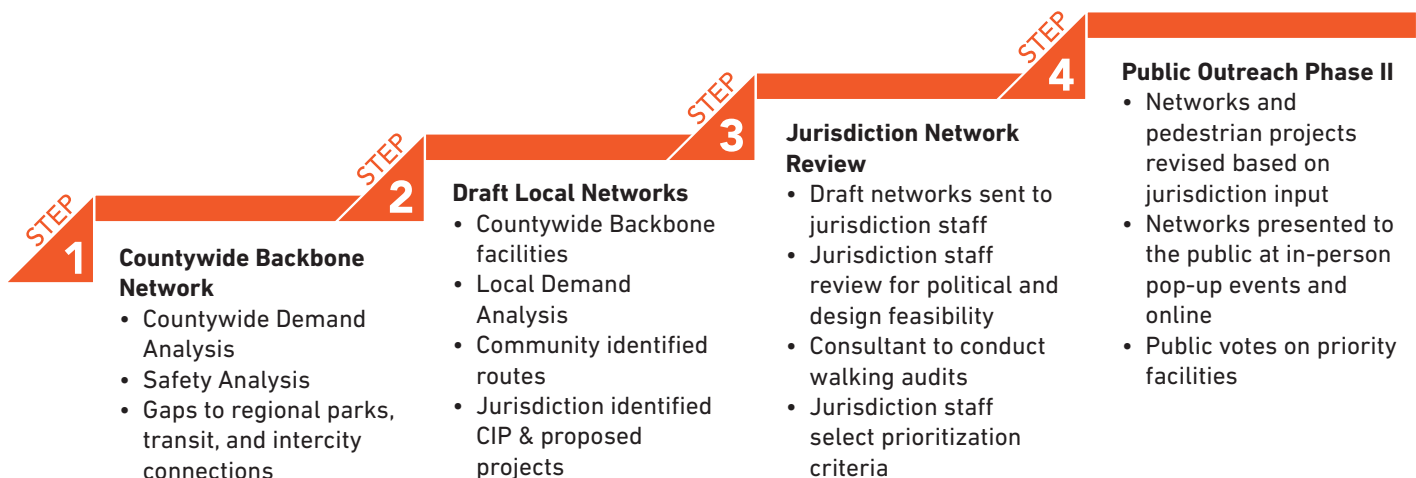 STEP
1
Countywide Backbone
Network
• Countywide Demand
Analysis
• Safety Analysis
• Gaps to regional parks,
transit, and intercity
connections
STEP
2
Draft Local Networks
• Countywide Backbone
facilities
• Local Demand
Analysis
• Community identified
routes
• Jurisdiction identified
CIP & proposed
projects
STEP
3
Jurisdiction Network
Review
• Draft networks sent to
jurisdiction staff
• Jurisdiction staff
review for political and
design feasibility
• Consultant to conduct
walking audits
• Jurisdiction staff
select prioritization
criteria
STEP
4
Public Outreach Phase II
• Networks and
pedestrian projects
revised based on
jurisdiction input
• Networks presented to
the public at in-person
pop-up events and
online
• Public votes on priority
facilities